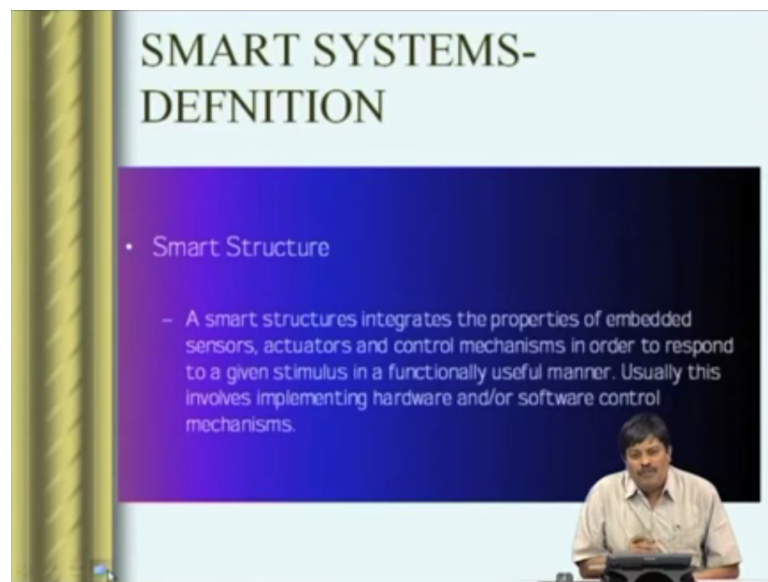 SMART SYSTEMS-
DEFNITION
• Smart Structure
– A smart structures integrates the properties of embedded
sensors, actuators and control mechanisms in order to respond
to a given stimulus in a functionally useful manner. Usually this
involves implementing hardware and/or software control
mechanisms.